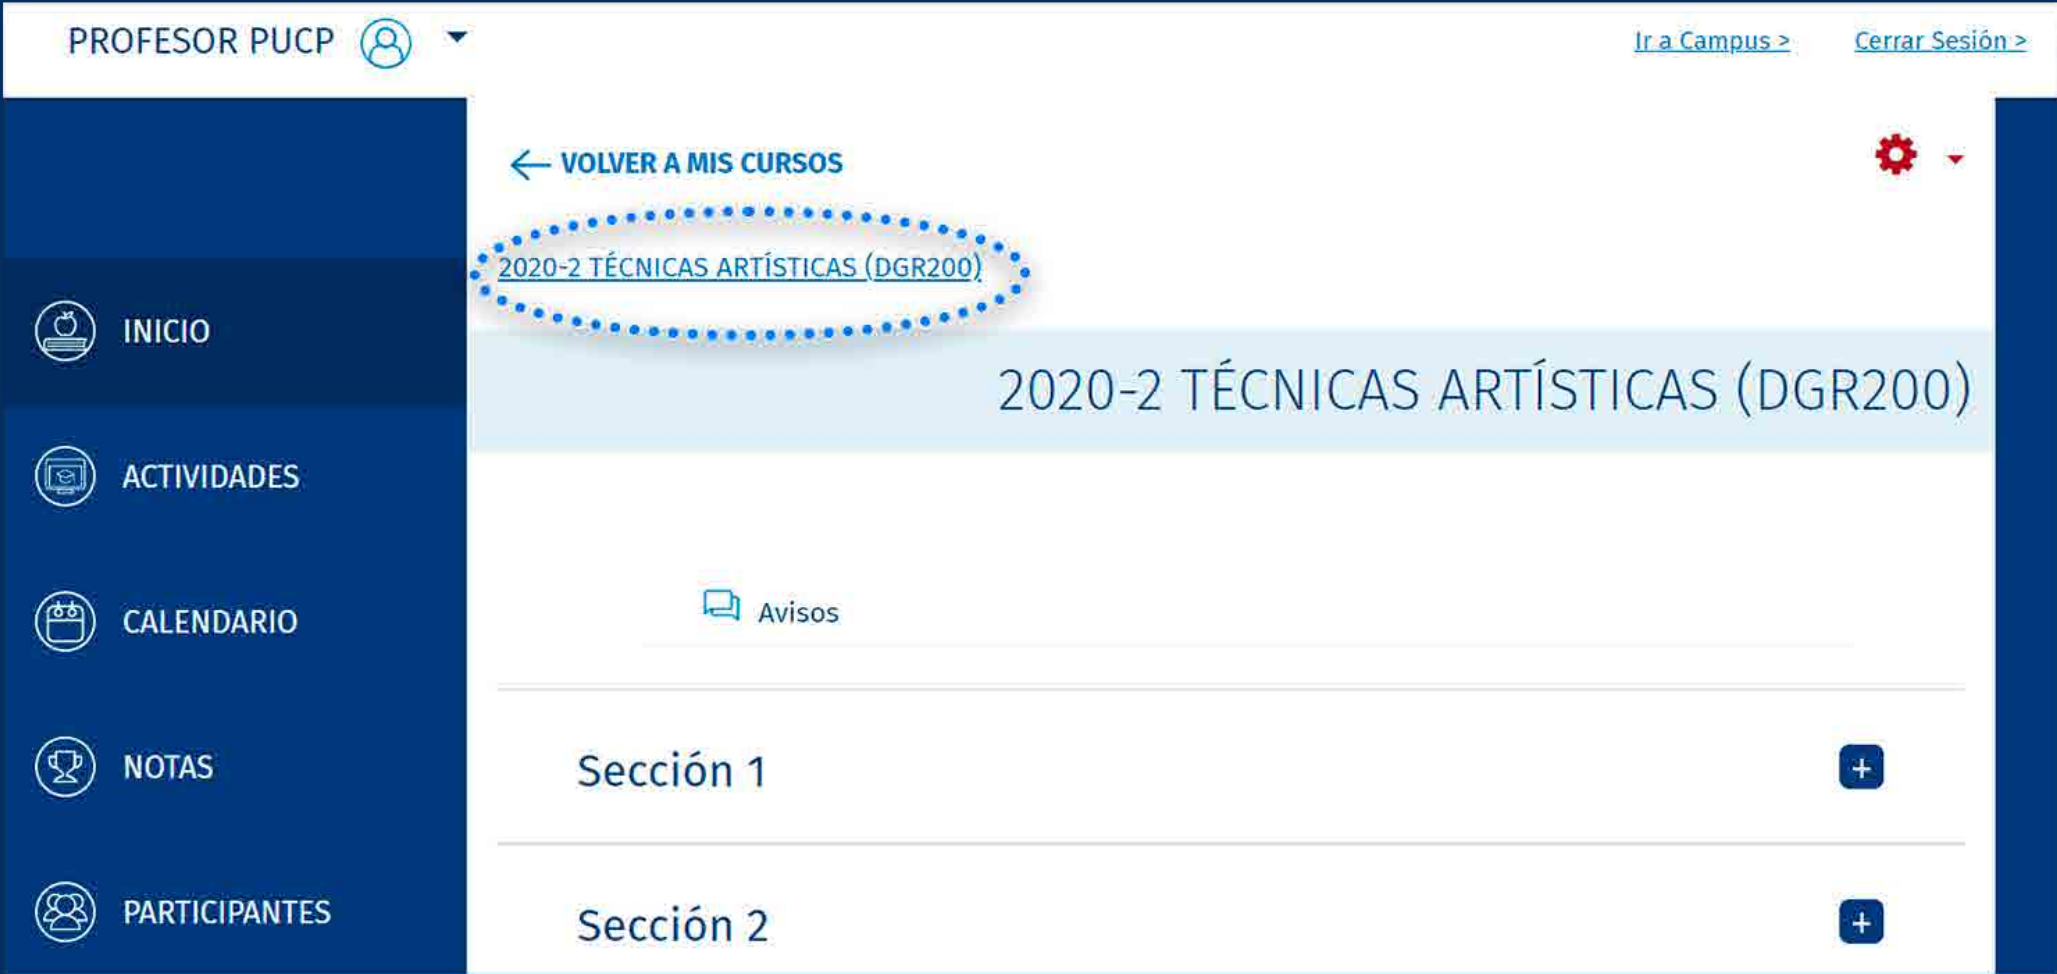 PROFESOR PUCP
Ir a Campus >
Cerrar Sesión >
VOLVER A MIS CURSOS
2020-2 TÉCNICAS ARTÍSTICAS (DGR200)
INICIO
2020-2 TÉCNICAS ARTÍSTICAS (DGR200)
ACTIVIDADES
Avisos
CALENDARIO
Sección 1
NOTAS
Sección 2
PARTICIPANTES